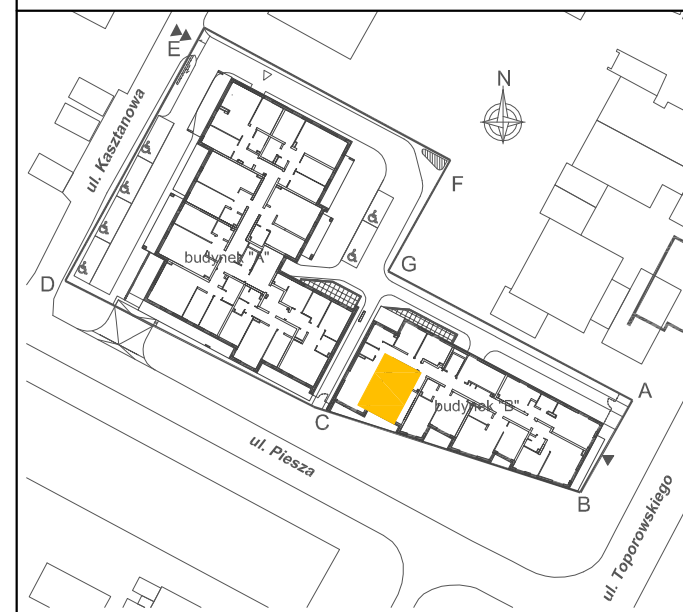 E
N
ul. Kasztanowa
F
budynek "A"
G
D
A
budynek "B"
C
ul. Piesza
B
ul. Toporowskiego